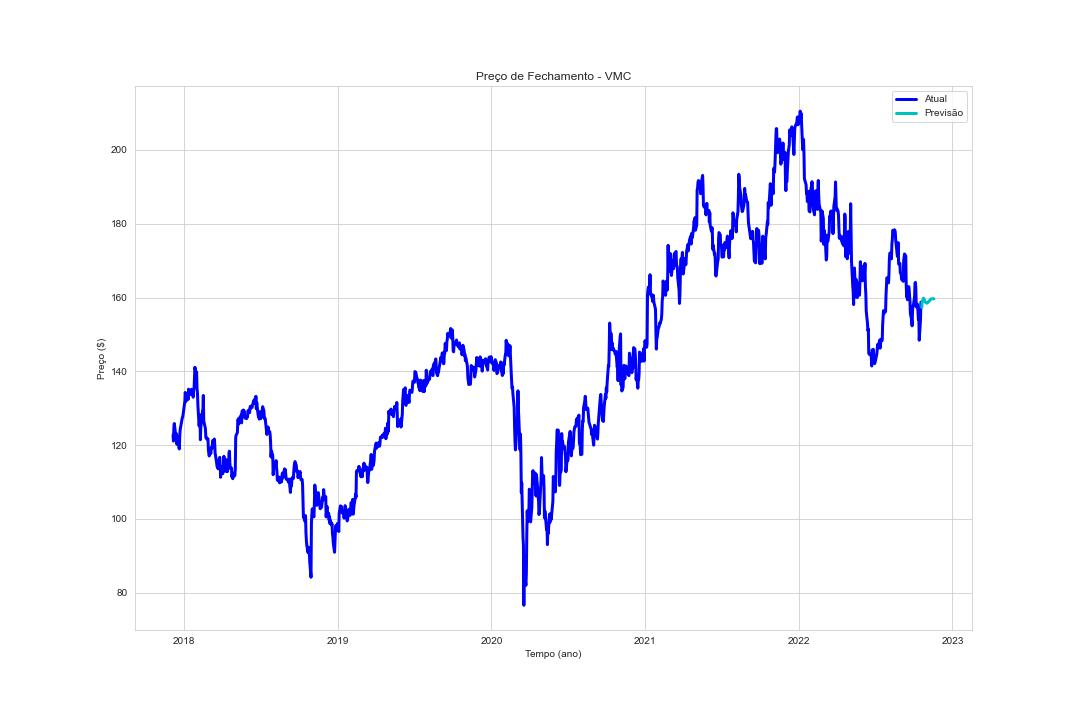 Preço de Fechamento - VMC
Atual
Previsão
200
180
160
140
120
100
80
Preço ($)
2018 2019 2020 2021 2022 2023
Tempo (ano)